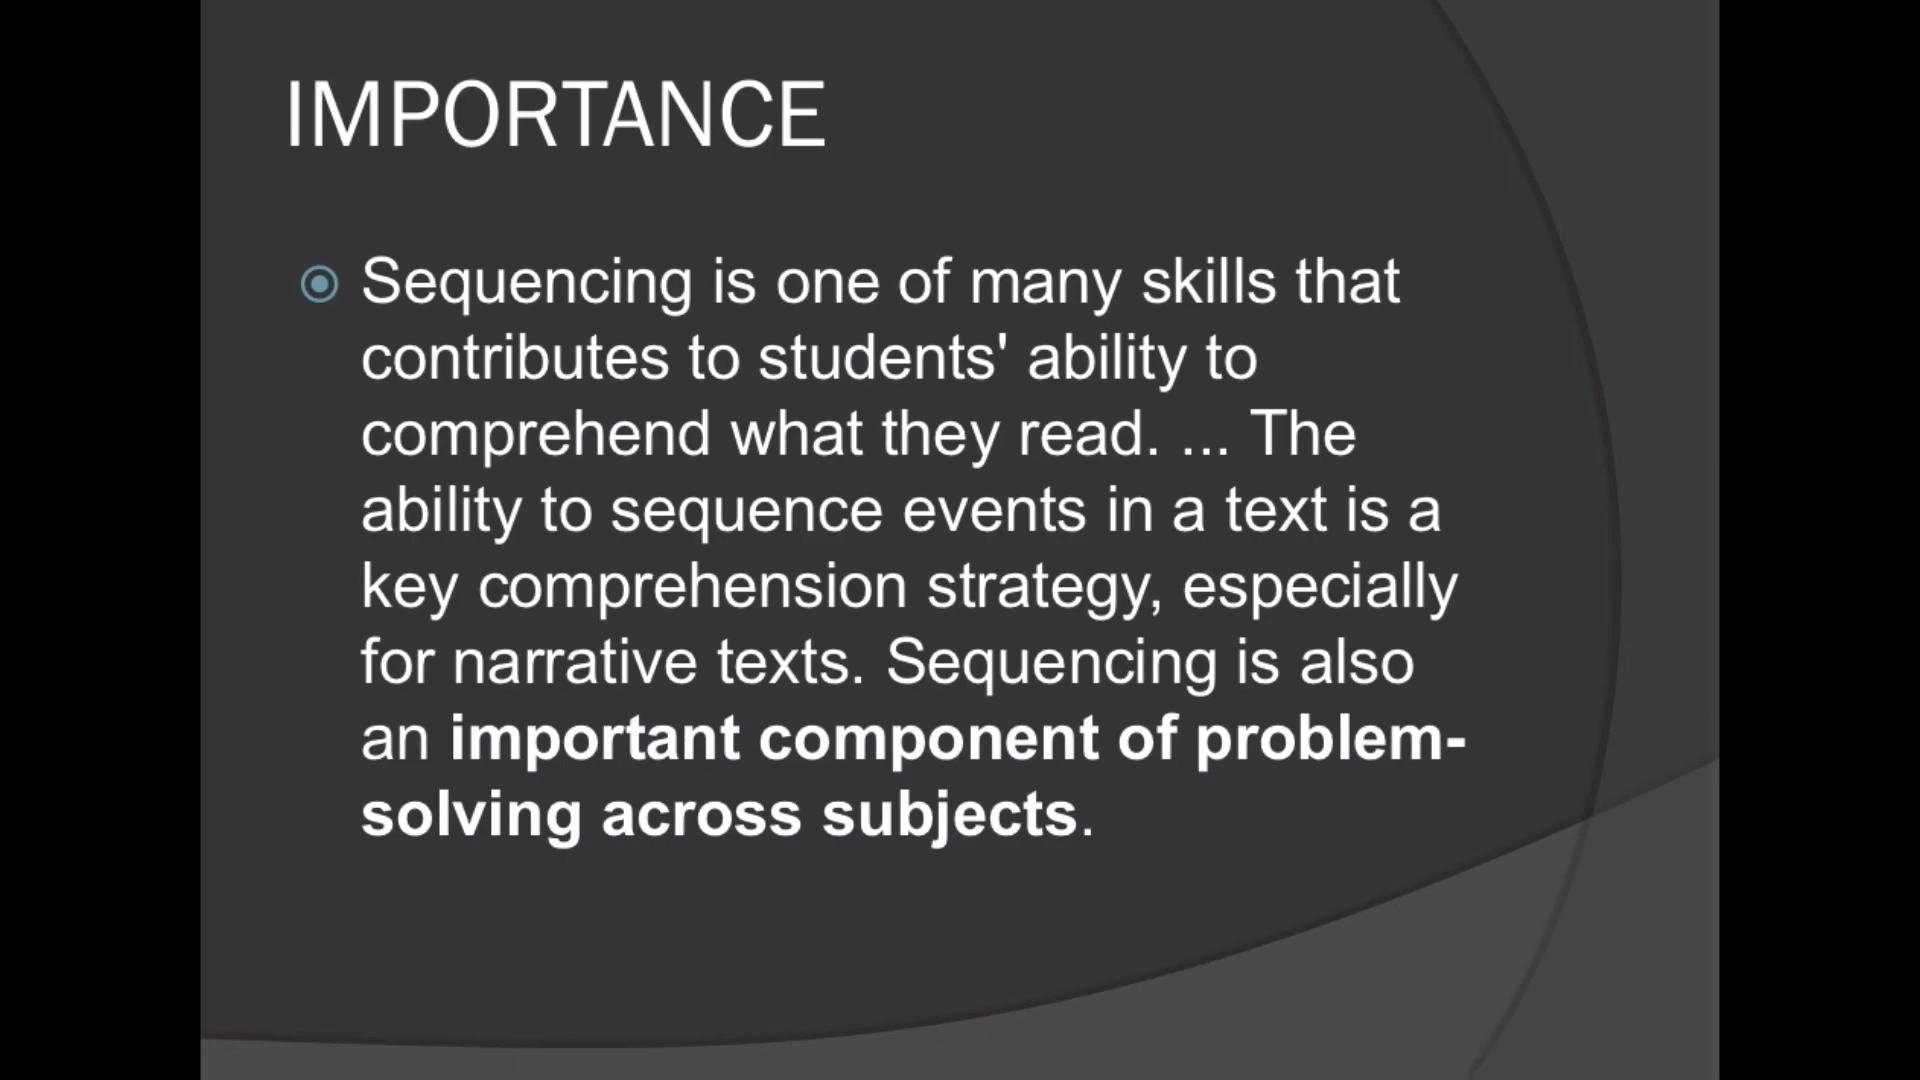 IMPORTANCE
Sequencing is one of many skills that
contributes to students' ability to
comprehend what they read. ... The
ability to sequence events in a text is a
key comprehension strategy, especially
for narrative texts. Sequencing is also
an important component of problem-
solving across subjects.